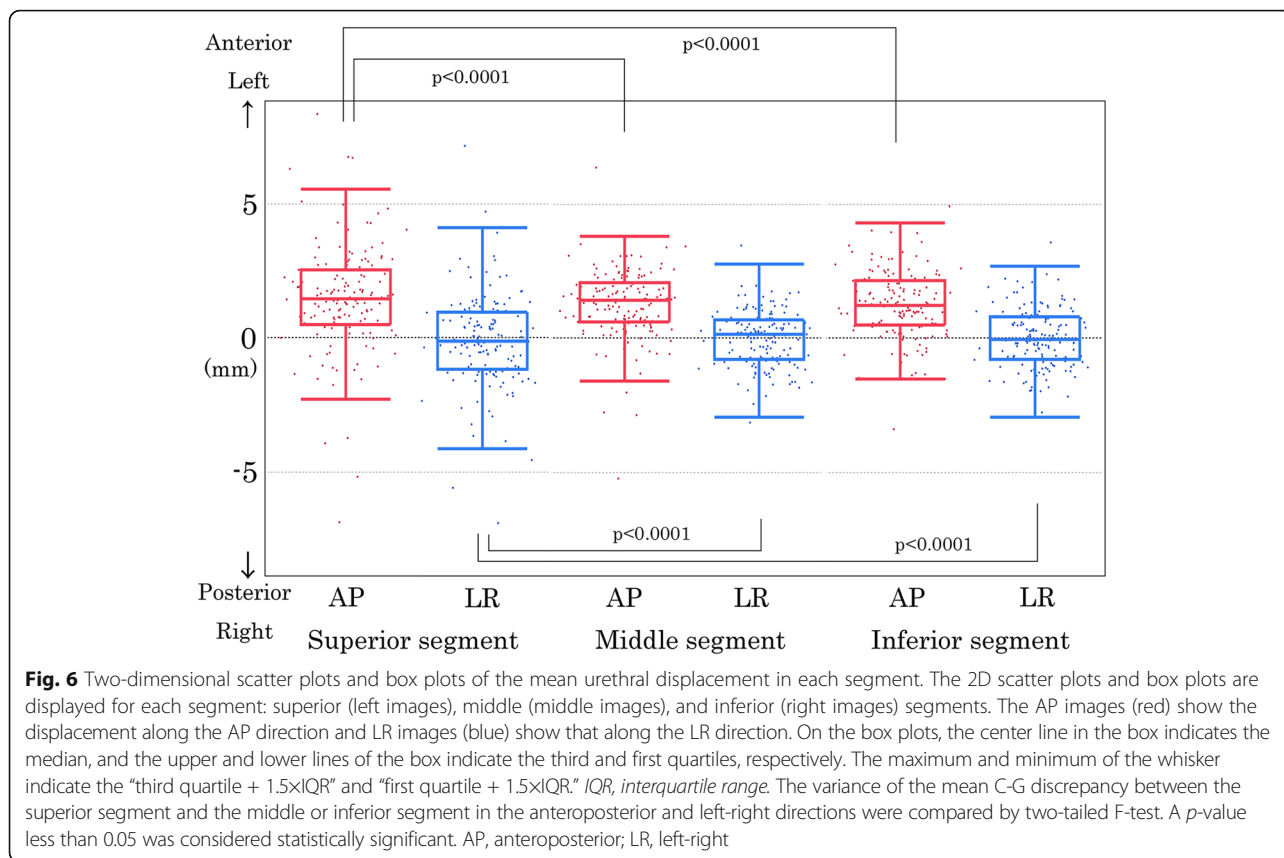 Anterior
Left
↑
p<0.0001
p<0.0001
5
0
(mm)
-5
p<0.0001
p<0.0001
↓
Posterior
Right
AP LR AP LR AP LR
Superior segment Middle segment Inferior segment
Fig. 6 Two-dimensional scatter plots and box plots of the mean urethral displacement in each segment. The 2D scatter plots and box plots are
displayed for each segment: superior (left images), middle (middle images), and inferior (right images) segments. The AP images (red) show the
displacement along the AP direction and LR images (blue) show that along the LR direction. On the box plots, the center line in the box indicates the
median, and the upper and lower lines of the box indicate the third and first quartiles, respectively. The maximum and minimum of the whisker
indicate the “third quartile + 1.5×IQR” and “first quartile + 1.5×IQR.” IQR, interquartile range. The variance of the mean C-G discrepancy between the
superior segment and the middle or inferior segment in the anteroposterior and left-right directions were compared by two-tailed F-test. A p-value
less than 0.05 was considered statistically significant. AP, anteroposterior; LR, left-right